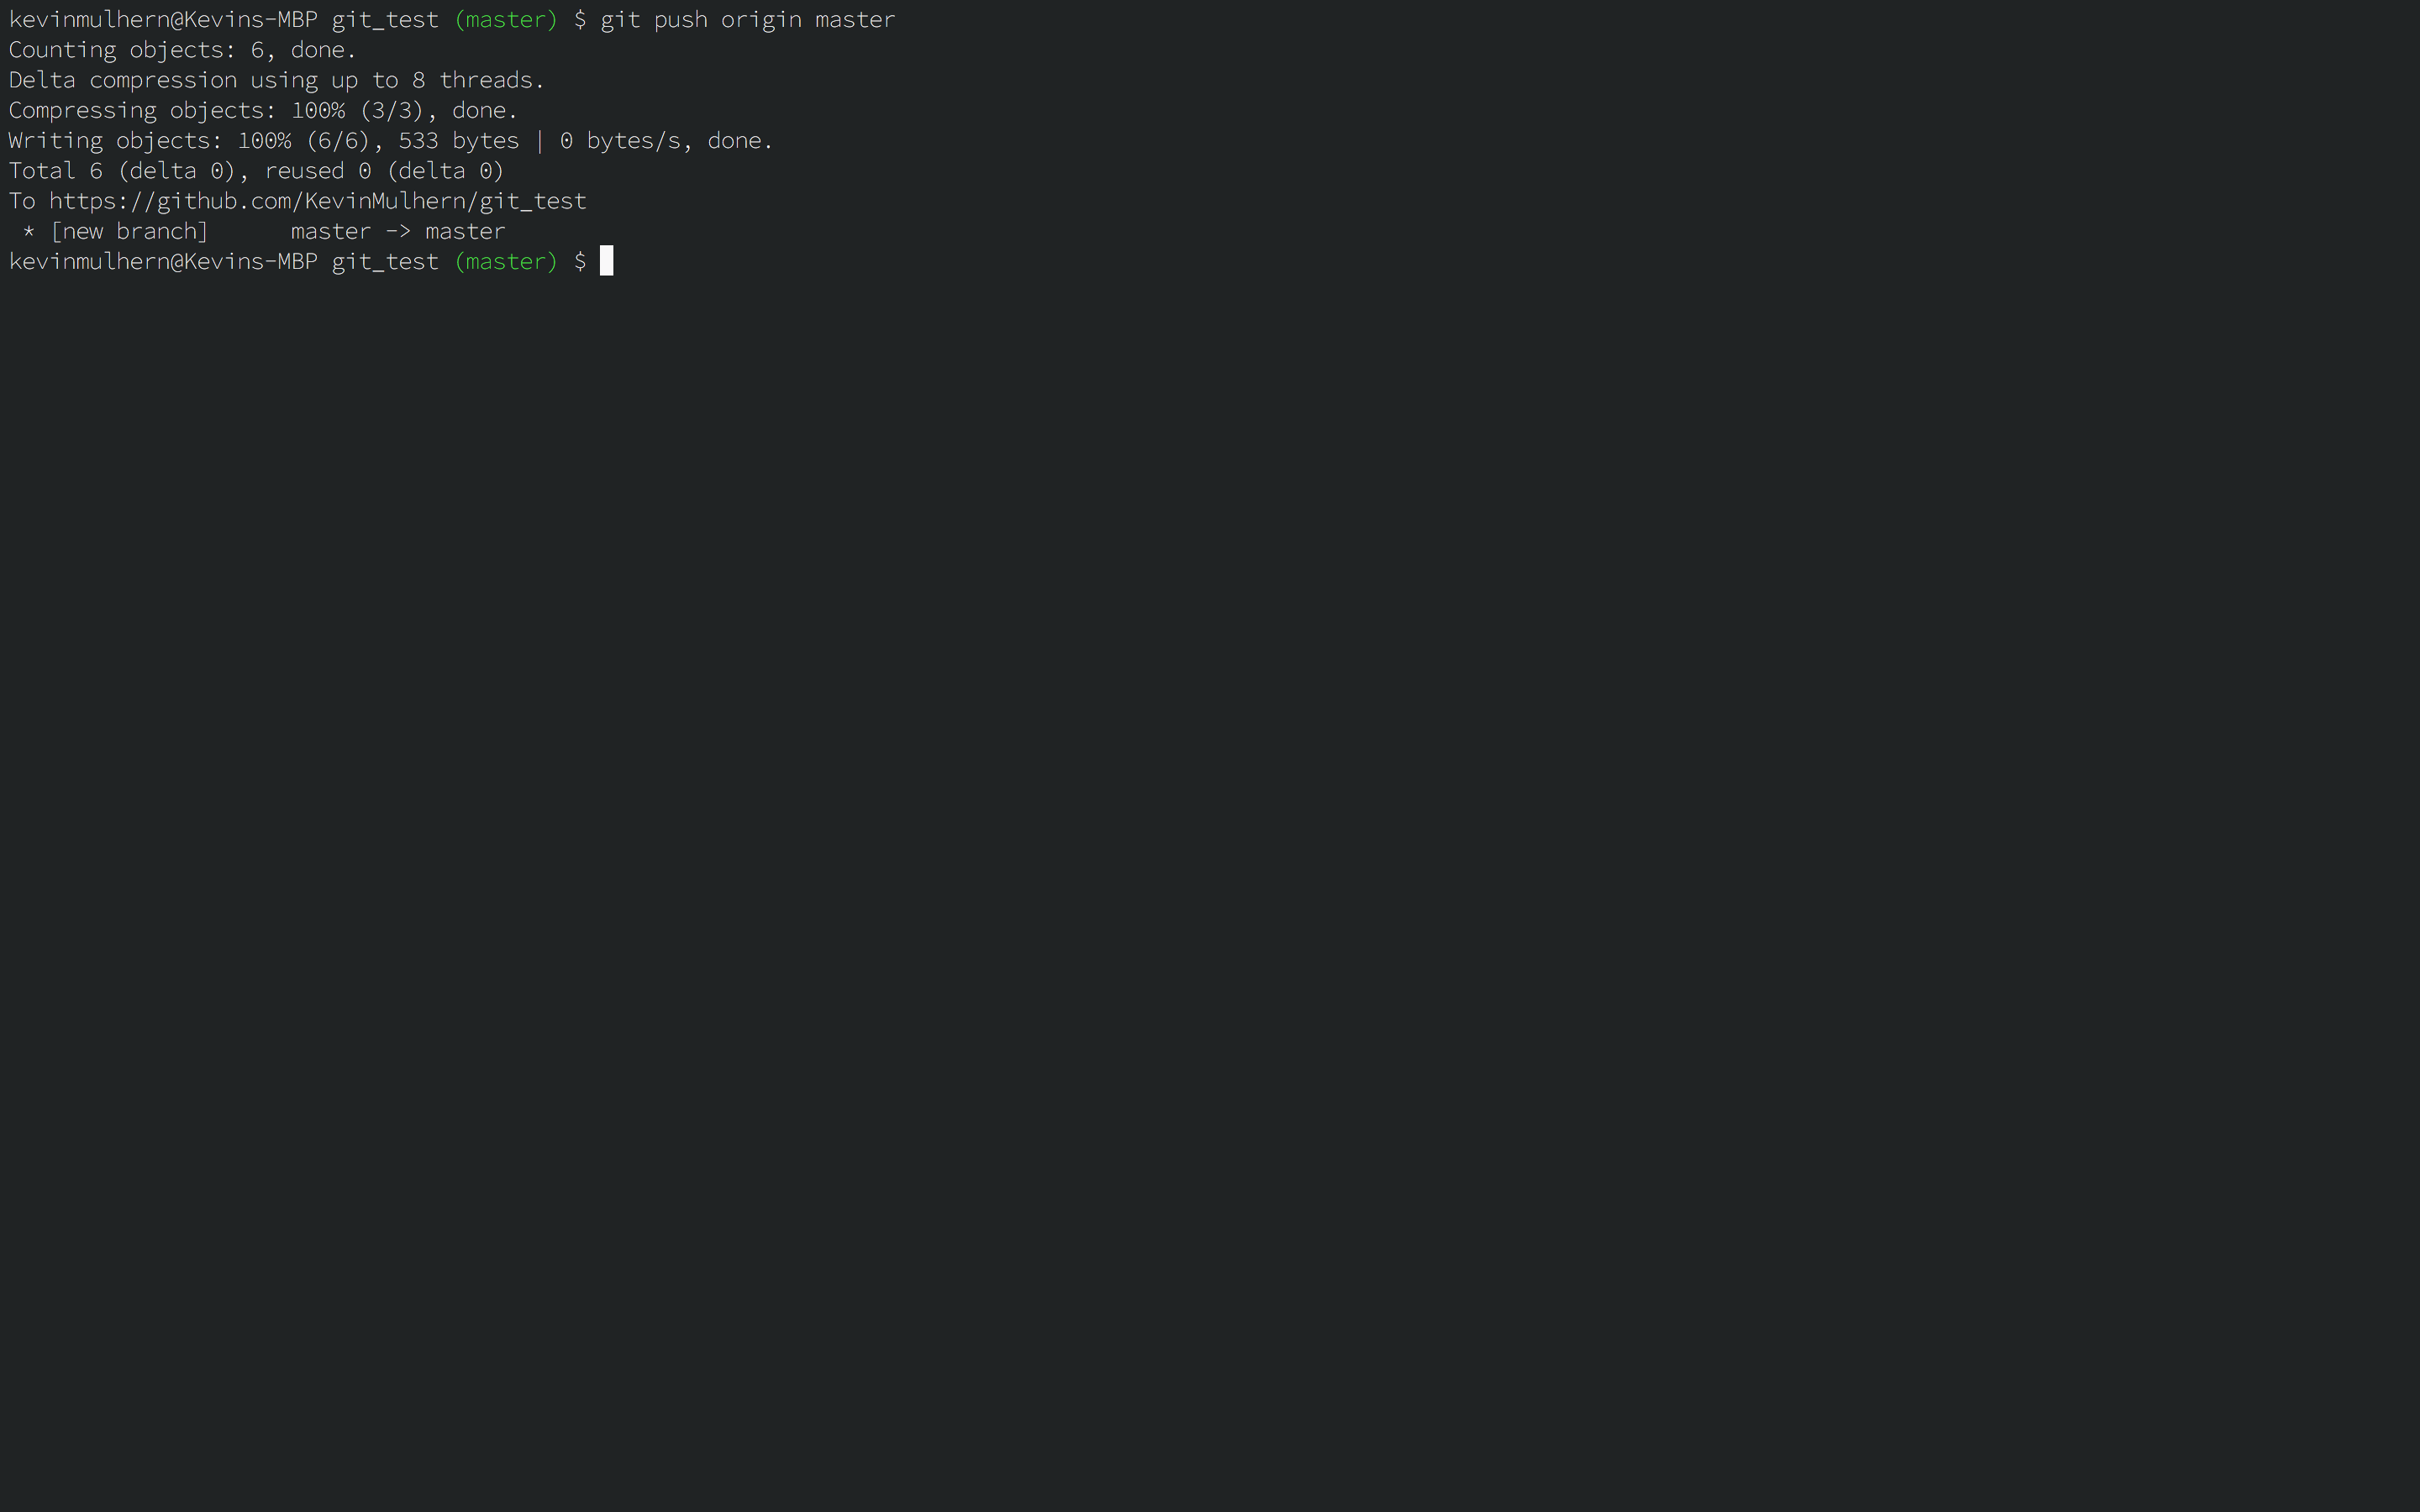 kevinmulhern@Kevins-MBP git_test (master) $ git push origin master
Counting objects: 6, done.
Delta compression using up to 8 threads.
Compressing objects: 100% (3/3), done.
Writing objects: 100% (6/6), 533 bytes | 0 bytes/s, done.
Total 6 (delta 0), reused 0 (delta 0)
To https://github.com/KevinMulhern/git_test
 * [new branch]      master -> master
kevinmulhern@Kevins-MBP git_test (master) $